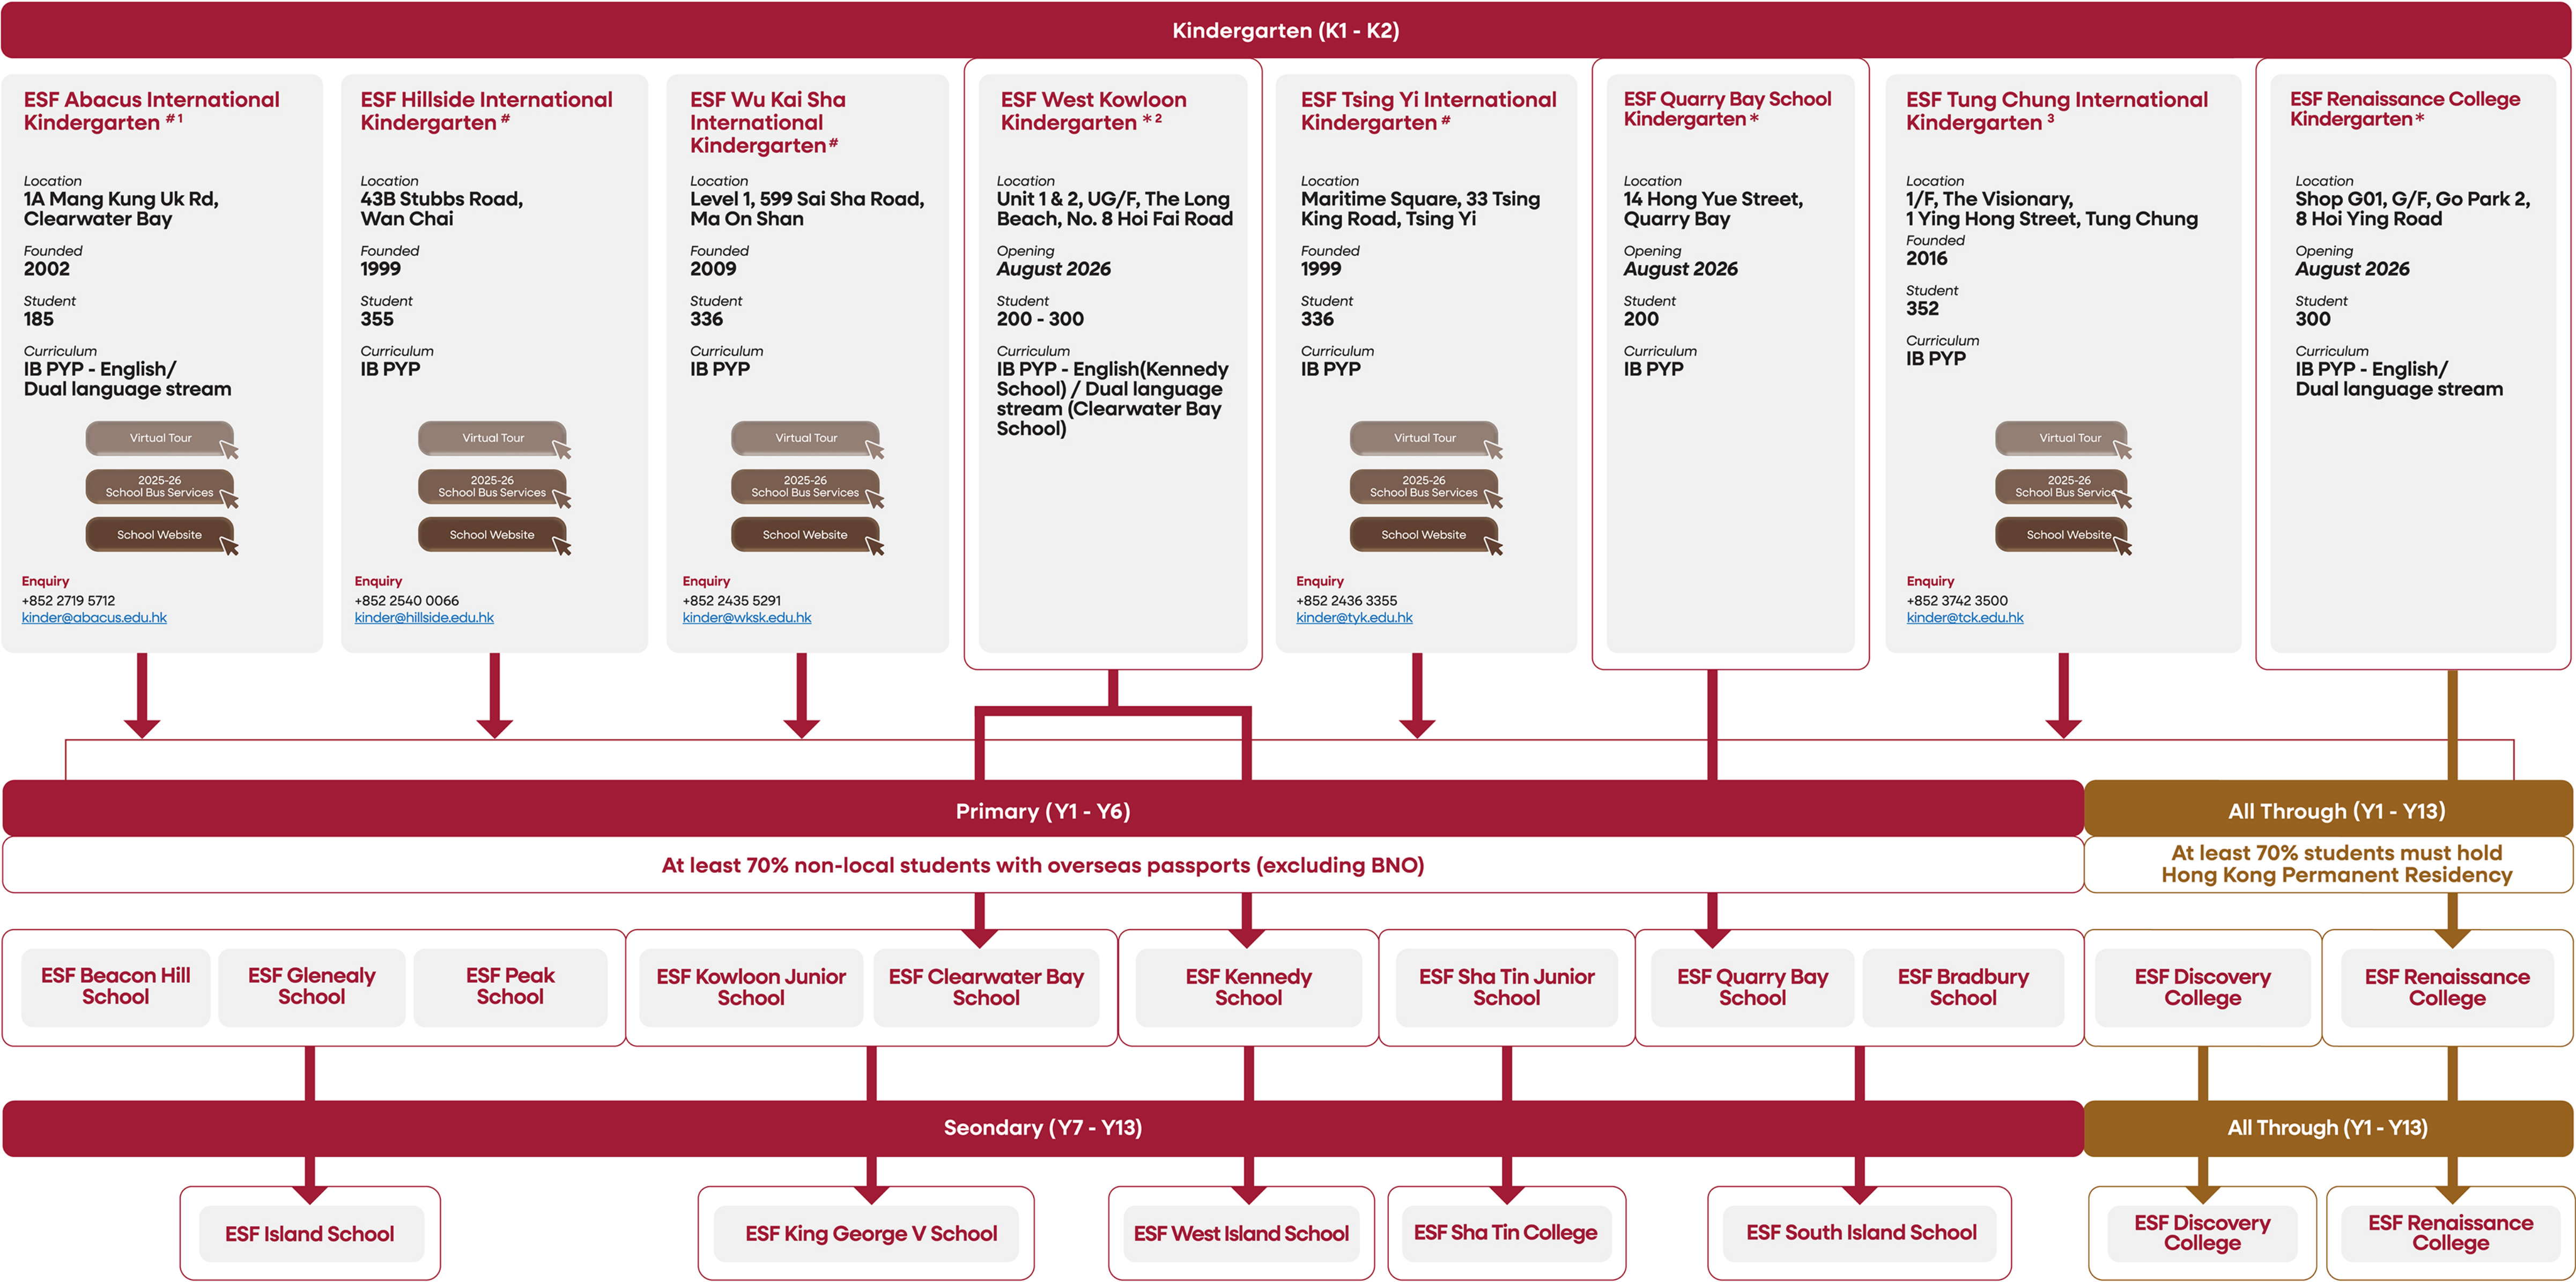 Kindergarten (K1 - K2)
ESF Abacus International
Kindergarten # 1
Location
1A Mang Kung Uk Rd,
Clearwater Bay
Founded
2002
Student
185
Curriculum
IB PYP - English/
Dual language stream
Virtual Tour
2025-26
School Bus Services
School Website
Enquiry
+852 2719 5712
kinder@abacus.edu.hk
ESF Hillside International
Kindergarten #
Location
43B Stubbs Road,
Wan Chai
Founded
1999
Student
355
Curriculum
IB PYP
Virtual Tour
2025-26
School Bus Services
School Website
Enquiry
+852 2540 0066
kinder@hillside.edu.hk
ESF Wu Kai Sha
International
Kindergarten #
Location
Level 1, 599 Sai Sha Road,
Ma On Shan
Founded
2009
Student
336
Curriculum
IB PYP
Virtual Tour
2025-26
School Bus Services
School Website
Enquiry
+852 2435 5291
kinder@wksk.edu.hk
ESF West Kowloon
Kindergarten * 2
Location
Unit 1 & 2, UG/F, The Long
Beach, No. 8 Hoi Fai Road
Opening
August 2026
Student
200 - 300
Curriculum
IB PYP - English(Kennedy
School) / Dual language
stream (Clearwater Bay
School)
ESF Tsing Yi International
Kindergarten #
Location
Maritime Square, 33 Tsing
King Road, Tsing Yi
Founded
1999
Student
336
Curriculum
IB PYP
Virtual Tour
2025-26
School Bus Services
School Website
Enquiry
+852 2436 3355
kinder@tyk.edu.hk
ESF Quarry Bay School
Kindergarten *
Location
14 Hong Yue Street,
Quarry Bay
Opening
August 2026
Student
200
Curriculum
IB PYP
ESF Tung Chung International
Kindergarten 3
Location
1/F, The Visionary,
1 Ying Hong Street, Tung Chung
Founded
2016
Student
352
Curriculum
IB PYP
Virtual Tour
2025-26
School Bus Service
School Website
Enquiry
+852 3742 3500
kinder@tck.edu.hk
ESF Renaissance College
Kindergarten *
Location
Shop G01, G/F, Go Park 2,
8 Hoi Ying Road
Opening
August 2026
Student
300
Curriculum
IB PYP - English/
Dual language stream
Primary (Y1 - Y6)
All Through (Y1 - Y13)
At least 70% non-local students with overseas passports (excluding BNO)
At least 70% students must hold
Hong Kong Permanent Residency
ESF Beacon Hill
School
ESF Glenealy
School
ESF Peak
School
ESF Kowloon Junior
School
ESF Clearwater Bay
School
ESF Kennedy
School
ESF Sha Tin Junior
School
ESF Quarry Bay
School
ESF Bradbury
School
ESF Discovery
College
ESF Renaissance
College
Seondary (Y7 - Y13)
All Through (Y1 - Y13)
ESF Island School
ESF King George V School
ESF West Island School
ESF Sha Tin College
ESF South Island School
ESF Discovery
College
ESF Renaissance
College